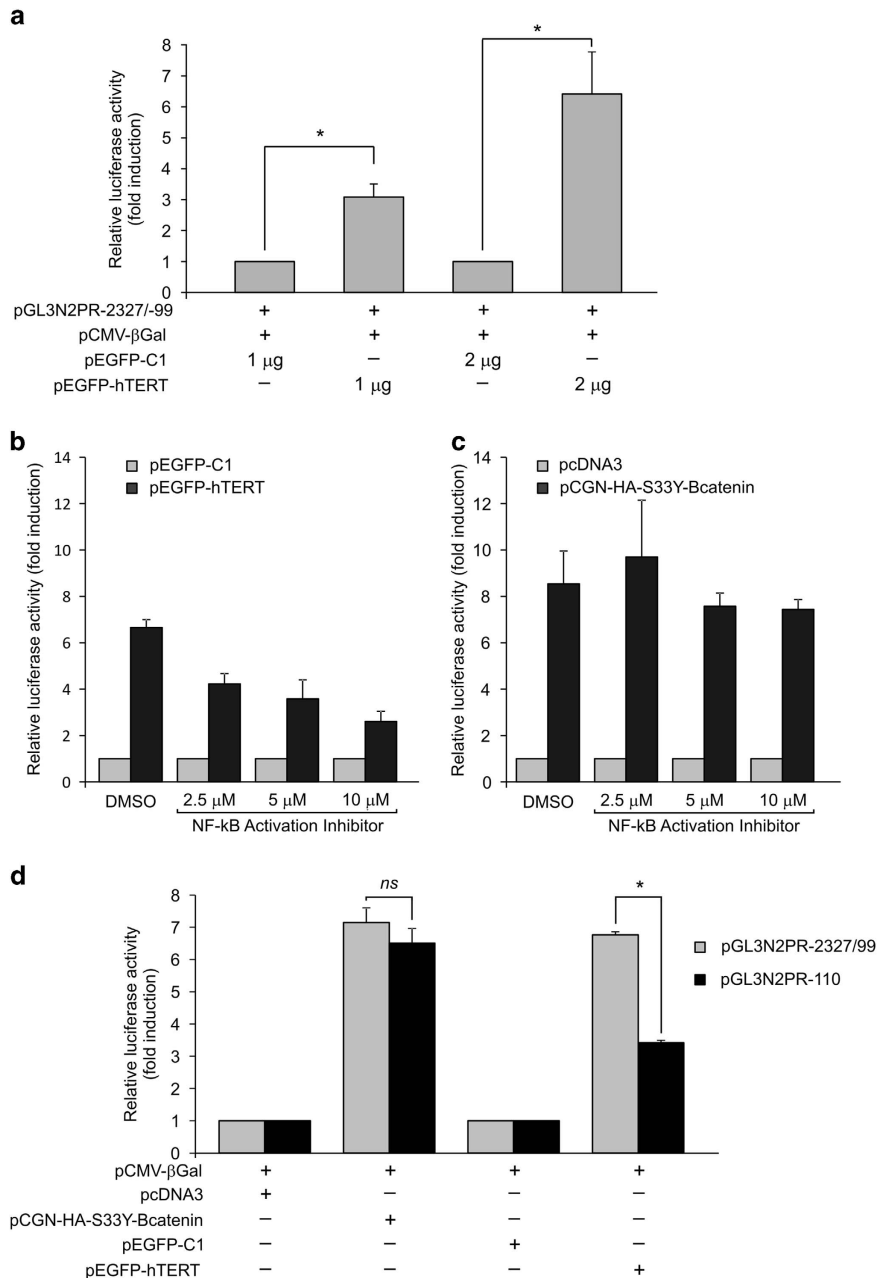 a
Relative luciferase activity
(fold induction)
8
7
6
5
4
3
2
1
0
*
*
pGL3N2PR-2327/-99 + + + +
pCMV-βGal + + + +
pEGFP-C1 1 μg – 2 μg –
pEGFP-hTERT – 1 μg – 2 μg
b
Relative luciferase activity (fold induction)
14
12
10
8
6
4
2
0
pEGFP-C1
pEGFP-hTERT
DMSO 2.5 μM 5 μM 10 μM
NF-kB Activation Inhibitor
c
Relative luciferase activity (fold induction)
14
12
10
8
6
4
2
0
pcDNA3
pCGN-HA-S33Y-Bcatenin
DMSO 2.5 μM 5 μM 10 μM
NF-kB Activation Inhibitor
d
Relative luciferase activity
(fold induction)
8
7
6
5
4
3
2
1
0
ns
*
pGL3N2PR-2327/99
pGL3N2PR-110
pCMV-βGal + + + +
pcDNA3 + – – –
pCGN-HA-S33Y-Bcatenin – + – –
pEGFP-C1 – – + –
pEGFP-hTERT – – – +